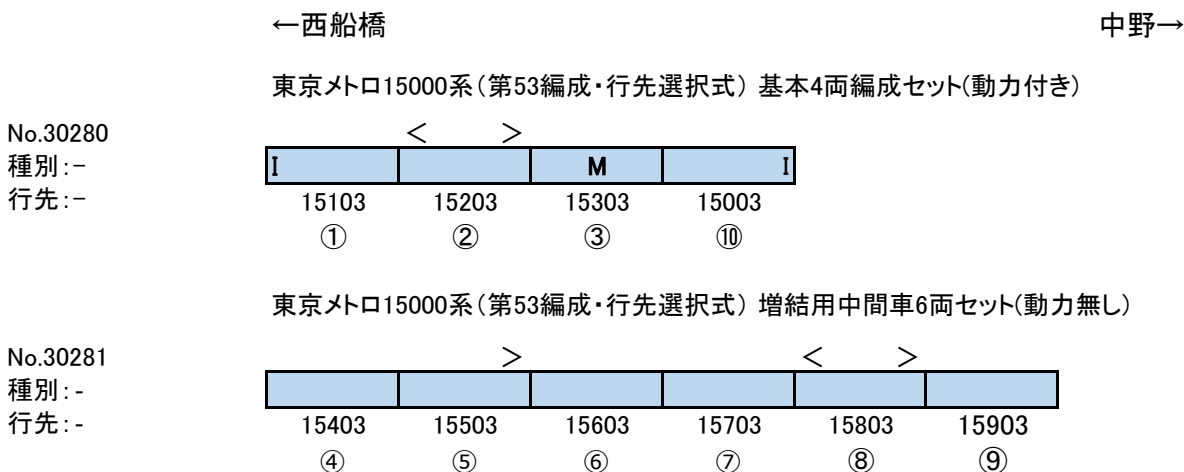 ←西船橋 中野→
東京メトロ15000系（第53編成・行先選択式） 基本4両編成セット(動力付き)
No.30280 ＜ ＞
種別：− I M I
行先：− 15103 15203 15303 15003
① ② ③ ⑩
東京メトロ15000系（第53編成・行先選択式） 増結用中間車6両セット(動力無し)
No.30281 ＞ ＜ ＞
種別：-
行先：- 15403 15503 15603 15703 15803 15903
④ ⑤ ⑥ ⑦ ⑧ ⑨